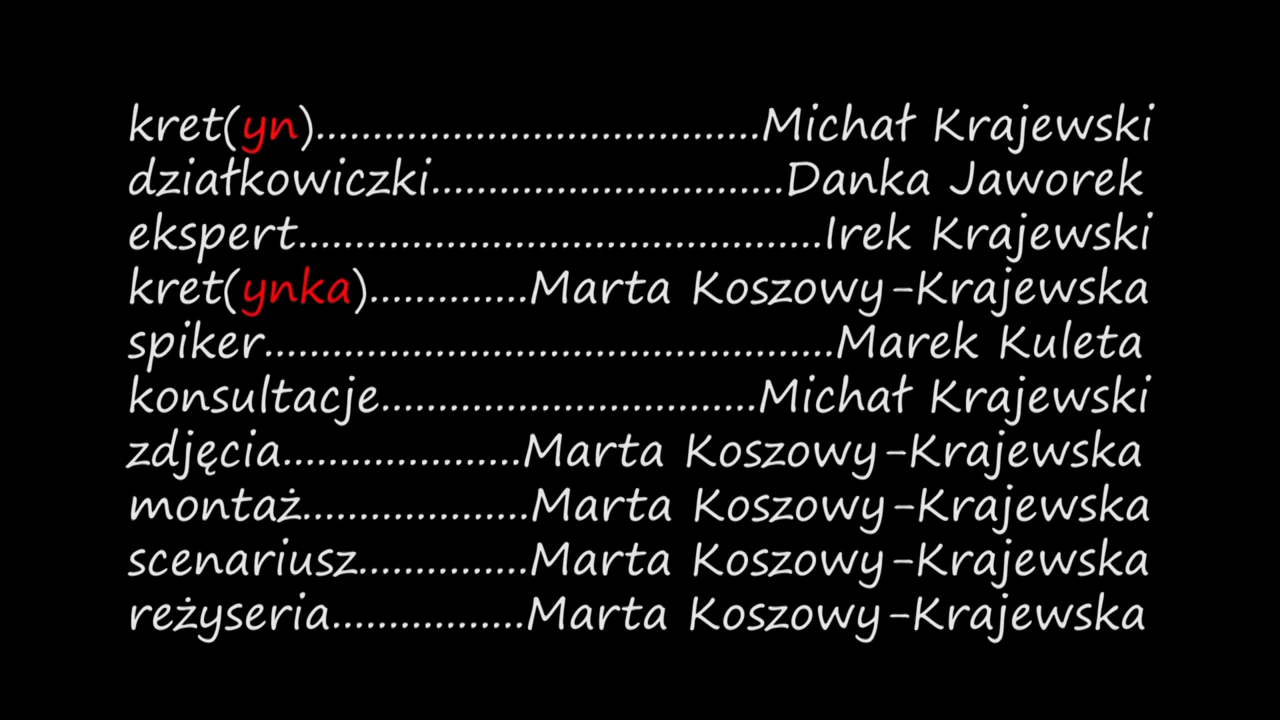 kret(yn).......................................Michał Krajewski
działkowiczki...............................Danka Jaworek
ekspert..............................................Irek Krajewski
kret(ynka)..............Marta Koszowy-Krajewska
spiker..................................................Marek Kuleta
konsultacje.................................Michał Krajewski
zdjęcia.....................Marta Koszowy-Krajewska
montaż....................Marta Koszowy-Krajewska
scenariusz...............Marta Koszowy-Krajewska
reżyseria.................Marta Koszowy-Krajewska